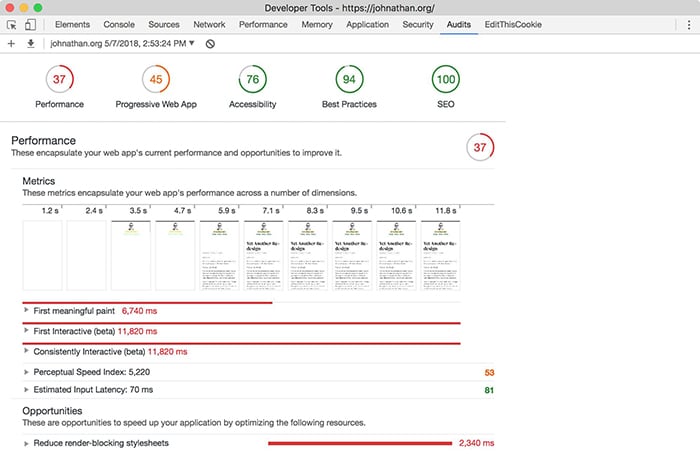 Developer Tools - https://johnathan.org/
Elements Console Sources Network Performance Memory Application Security Audits EditThisCookie
johnathan.org 5/7/2018, 2:53:24 PM ▼
37 45 76 94 100
Performance Progressive Web App Accessibility Best Practices SEO
Performance
37
These encapsulate your web app's current performance and opportunities to improve it.
Metrics
These metrics encapsulate your web app's performance across a number of dimensions.
1.2 s 2.4 s 3.5 s 4.7 s 5.9 s 7.1 s 8.3 s 9.5 s 10.6 s 11.8 s
Yet Another Re- Yet Another Re- Yet Another Re- Yet Another Re- Yet Another Re-
design design design design design
First meaningful paint 6,740 ms
First Interactive (beta) 11,820 ms
Consistently Interactive (beta) 11,820 ms
Perceptual Speed Index: 5,220 53
Estimated Input Latency: 70 ms 81
Opportunities
These are opportunities to speed up your application by optimizing the following resources.
Reduce render-blocking stylesheets 2,340 ms